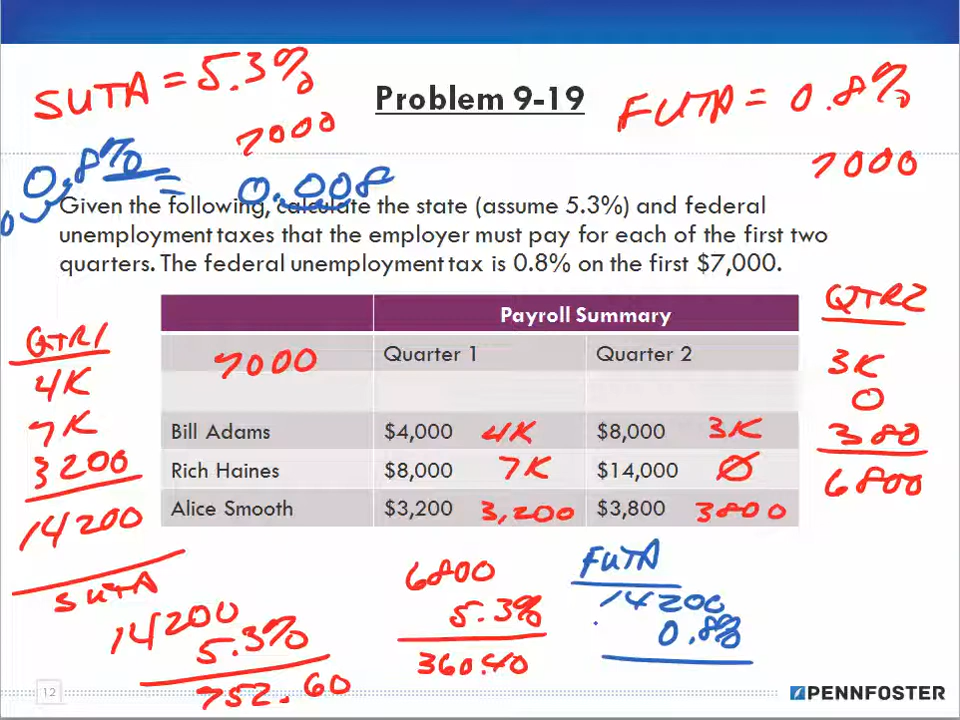 SUTA = 5.3%
7000
Problem 9-19
FUTA = 0.8%
7000
0.8% =
0
0.008
Given the following, calculate the state (assume 5.3%) and federal
unemployment taxes that the employer must pay for each of the first two
quarters. The federal unemployment tax is 0.8% on the first $7,000.
QTR1
4K
7K
3200
14200
Payroll Summary
7000 Quarter 1 Quarter 2
Bill Adams $4,000 4K $8,000 3K
Rich Haines $8,000 7K $14,000 0
Alice Smooth $3,200 3,200 $3,800 3800
QTR2
3K
0
380
6800
SUTA
14200
5.3%
752.60
6800
5.3%
360.40
FUTA
14200
0.8%
12
PENNFOSTER